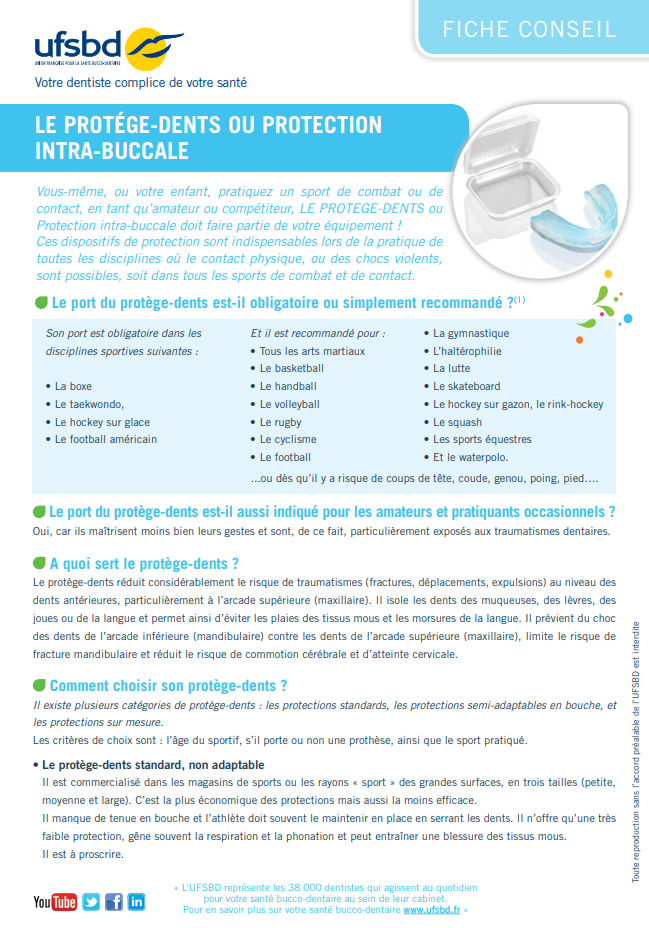 ufsbd
UNION FRANÇAISE POUR LA SANTÉ BUCCO-DENTAIRE
Votre dentiste complice de votre santé
FICHE CONSEIL
LE PROTÉGE-DENTS OU PROTECTION
INTRA-BUCCALE
Vous-même, ou votre enfant, pratiquez un sport de combat ou de
contact, en tant qu'amateur ou compétiteur, LE PROTEGE-DENTS ou
Protection intra-buccale doit faire partie de votre équipement !
Ces dispositifs de protection sont indispensables lors de la pratique de
toutes les disciplines où le contact physique, ou des chocs violents,
sont possibles, soit dans tous les sports de combat et de contact.
Le port du protège-dents est-il obligatoire ou simplement recommandé ?(1)
Son port est obligatoire dans les
disciplines sportives suivantes :
• La boxe
• Le taekwondo,
• Le hockey sur glace
• Le football américain
Et il est recommandé pour :
• Tous les arts martiaux
• Le basketball
• Le handball
• Le volleyball
• Le rugby
• Le cyclisme
• Le football
• La gymnastique
• L'haltérophilie
• La lutte
• Le skateboard
• Le hockey sur gazon, le rink-hockey
• Le squash
• Les sports équestres
• Et le waterpolo.
...ou dès qu'il y a risque de coups de tête, coude, genou, poing, pied….
Le port du protège-dents est-il aussi indiqué pour les amateurs et pratiquants occasionnels ?
Oui, car ils maîtrisent moins bien leurs gestes et sont, de ce fait, particulièrement exposés aux traumatismes dentaires.
A quoi sert le protège-dents ?
Le protège-dents réduit considérablement le risque de traumatismes (fractures, déplacements, expulsions) au niveau des
dents antérieures, particulièrement à l'arcade supérieure (maxillaire). Il isole les dents des muqueuses, des lèvres, des
joues ou de la langue et permet ainsi d'éviter les plaies des tissus mous et les morsures de la langue. Il prévient du choc
des dents de l'arcade inférieure (mandibulaire) contre les dents de l'arcade supérieure (maxillaire), limite le risque de
fracture mandibulaire et réduit le risque de commotion cérébrale et d'atteinte cervicale.
Comment choisir son protège-dents ?
Il existe plusieurs catégories de protège-dents : les protections standards, les protections semi-adaptables en bouche, et
les protections sur mesure.
Les critères de choix sont : l'âge du sportif, s'il porte ou non une prothèse, ainsi que le sport pratiqué.
• Le protège-dents standard, non adaptable
Il est commercialisé dans les magasins de sports ou les rayons « sport » des grandes surfaces, en trois tailles (petite,
moyenne et large). C'est la plus économique des protections mais aussi la moins efficace.
Il manque de tenue en bouche et l'athlète doit souvent le maintenir en place en serrant les dents. Il n'offre qu'une très
faible protection, gêne souvent la respiration et la phonation et peut entraîner une blessure des tissus mous.
Il est à proscrire.
Toute reproduction sans l'accord préalable de l'UFSBD est interdite
YouTube
f
in
« L'UFSBD représente les 38 000 dentistes qui agissent au quotidien
pour votre santé bucco-dentaire au sein de leur cabinet.
Pour en savoir plus sur votre santé bucco-dentaire www.ufsbd.fr »